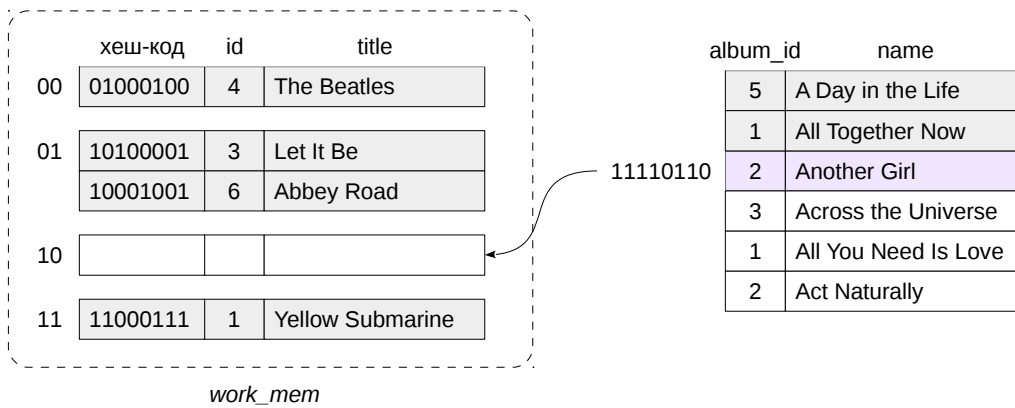 хеш-код id title
00 01000100 4 The Beatles
01 10100001 3 Let It Be
10001001 6 Abbey Road
10
11 11000111 1 Yellow Submarine
work_mem
11110110
album_id name
5 A Day in the Life
1 All Together Now
2 Another Girl
3 Across the Universe
1 All You Need Is Love
2 Act Naturally